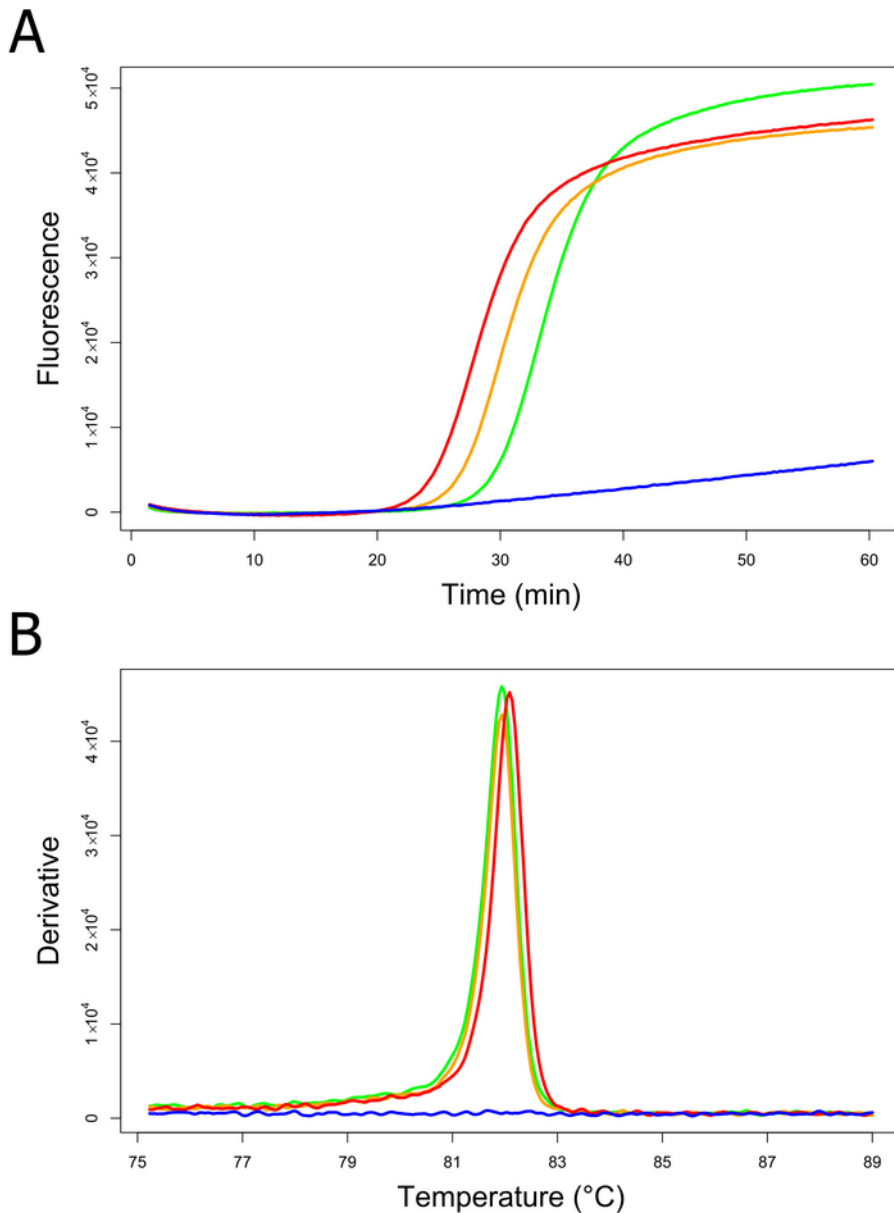 A
5×10⁴
4×10⁴
3×10⁴
2×10⁴
1×10⁴
0
Fluorescence
0 10 20 30 40 50 60
Time (min)
B
4×10⁴
3×10⁴
2×10⁴
1×10⁴
0
Derivative
75 77 79 81 83 85 87 89
Temperature (°C)